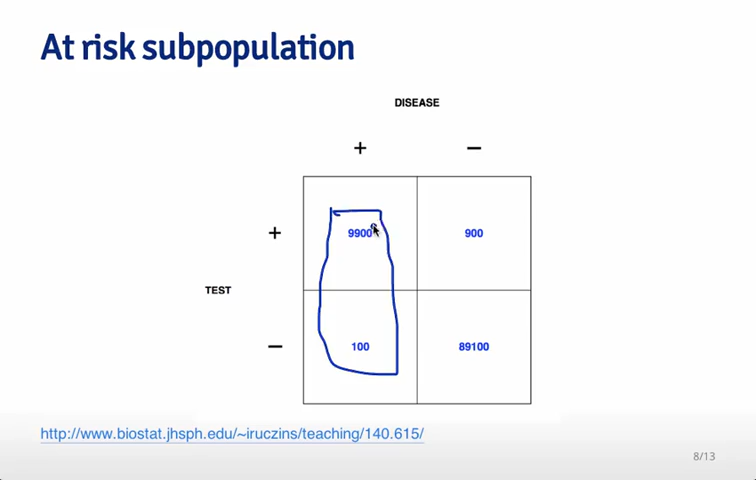 At risk subpopulation
DISEASE
+ −
+ 9900 900
TEST
− 100 89100
http://www.biostat.jhsph.edu/~iruczins/teaching/140.615/
8/13